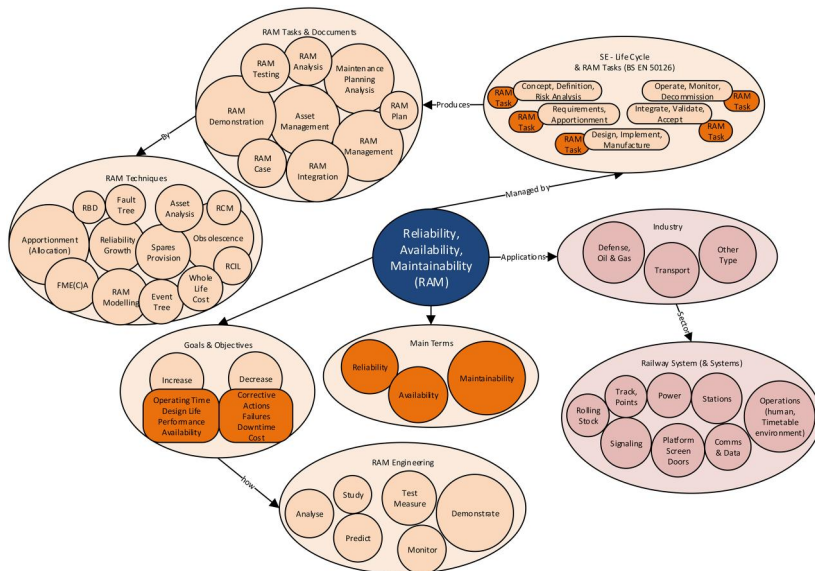 RAM Tasks & Doccuments
RAM
Testing
RAM
Analysis
Maintenance
Planning
Analysis
RAM
Demonstration
Asset
Management
RAM
Plan
RAM
Case
RAM
Integration
RAM
Management
Produces
SE - Life Cycle
& RAM Tasks (BS EN 50126)
RAM
Task
Concept, Definition,
Risk Analysis
Operate, Monitor,
Decommission
RAM
Task
RAM
Task
Requirements,
Apportionment
Integrate, Validate,
Accept
RAM
Task
RAM
Task
Design, Implement,
Manufacture
By
Managed by
RAM Techniques
RBD
Fault
Tree
Asset
Analysis
RCM
Apportionment
(Allocation)
Reliability
Growth
Spares
Provision
Obsolescence
FME(C)A
RAM
Modelling
Event
Tree
Whole
Life
Cost
RCIL
Reliability,
Availability,
Maintainability
(RAM)
Applications
Industry
Defense,
Oil & Gas
Transport
Other
Type
Sector
Goals & Objectives
Increase
Decrease
Operating Time
Design Life
Performance
Availability
Corrective
Actions
Failures
Downtime
Cost
Main Terms
Reliability
Availability
Maintainability
Railway System (& Systems)
Rolling
Stock
Track,
Points
Power
Stations
Operations
(human,
Timetable
environment)
Signaling
Platform
Screen
Doors
Comms
& Data
how
RAM Engineering
Analyse
Study
Predict
Test
Measure
Monitor
Demonstrate